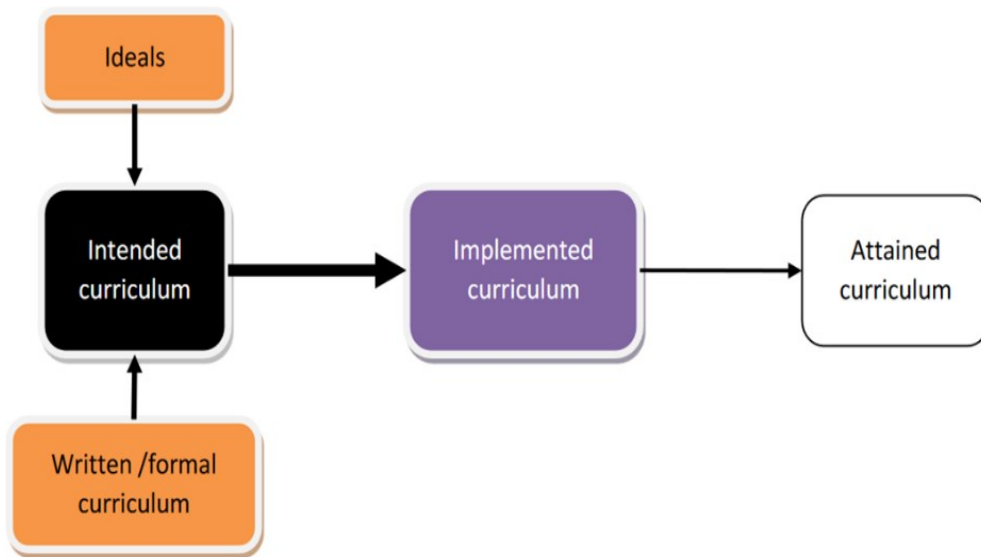 Ideals
Intended
curriculum
Implemented
curriculum
Attained
curriculum
Written /formal
curriculum